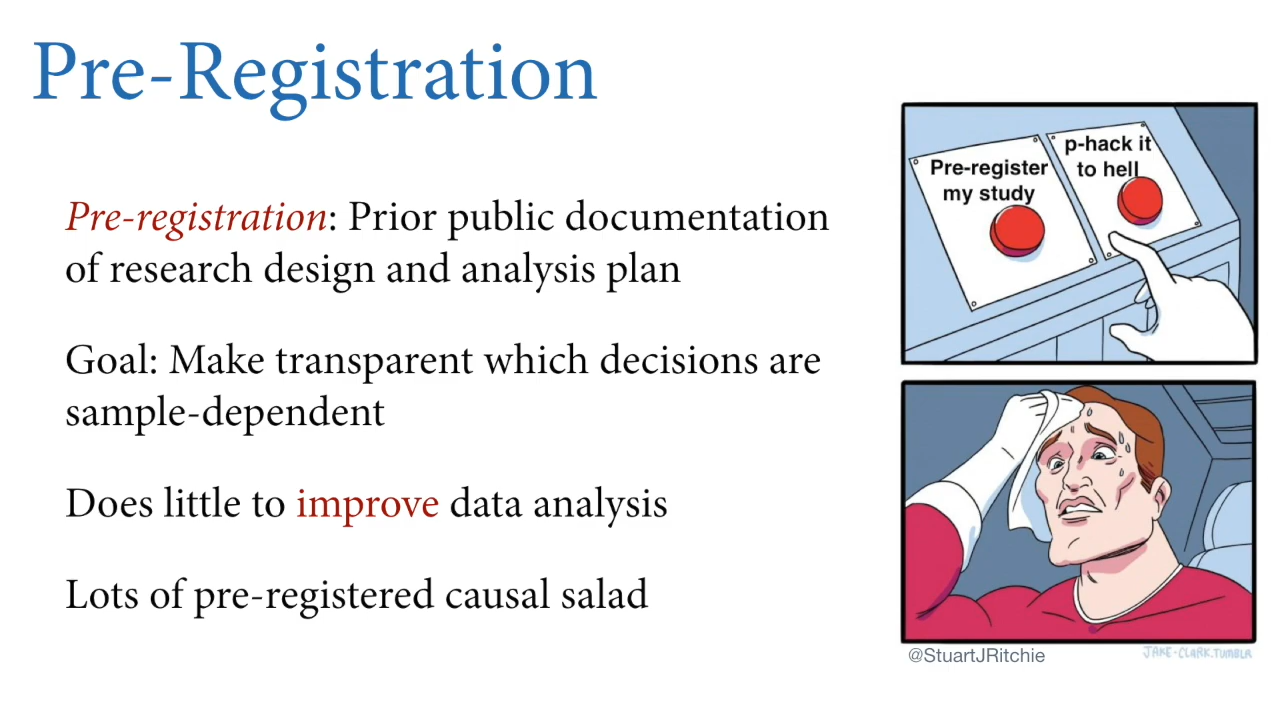 Pre-Registration
Pre-registration: Prior public documentation
of research design and analysis plan
Goal: Make transparent which decisions are
sample-dependent
Does little to improve data analysis
Lots of pre-registered causal salad
Pre-register
my study
p-hack it
to hell
@StuartJRitchie
JAKE-CLARK.TUMBLR